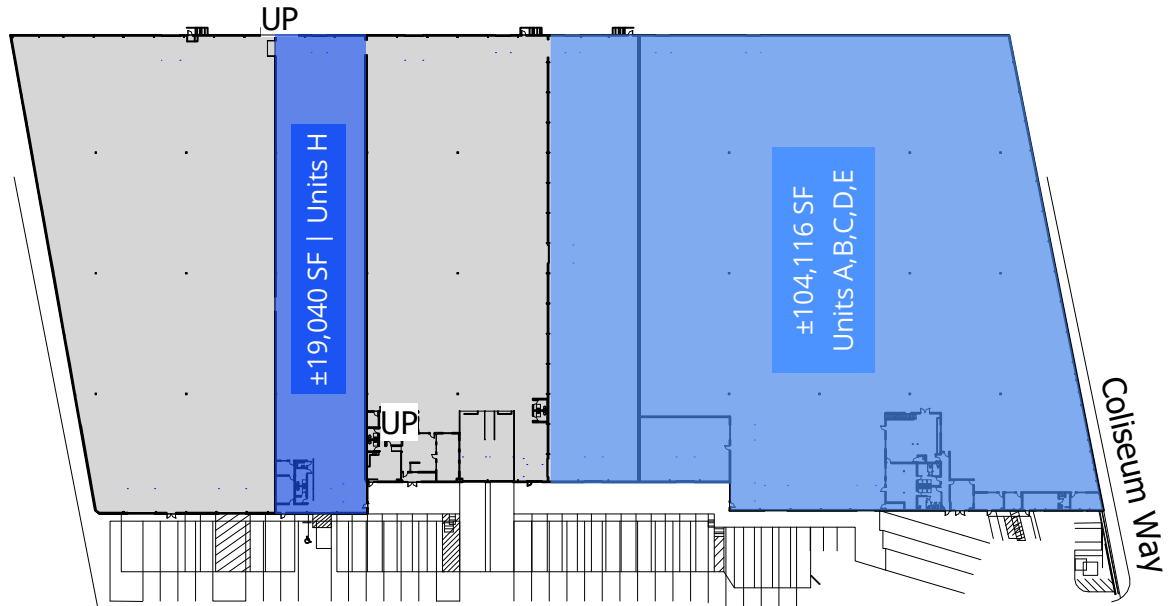 UP
±19,040 SF | Units H
±104,116 SF
Units A,B,C,D,E
UP
Coliseum Way